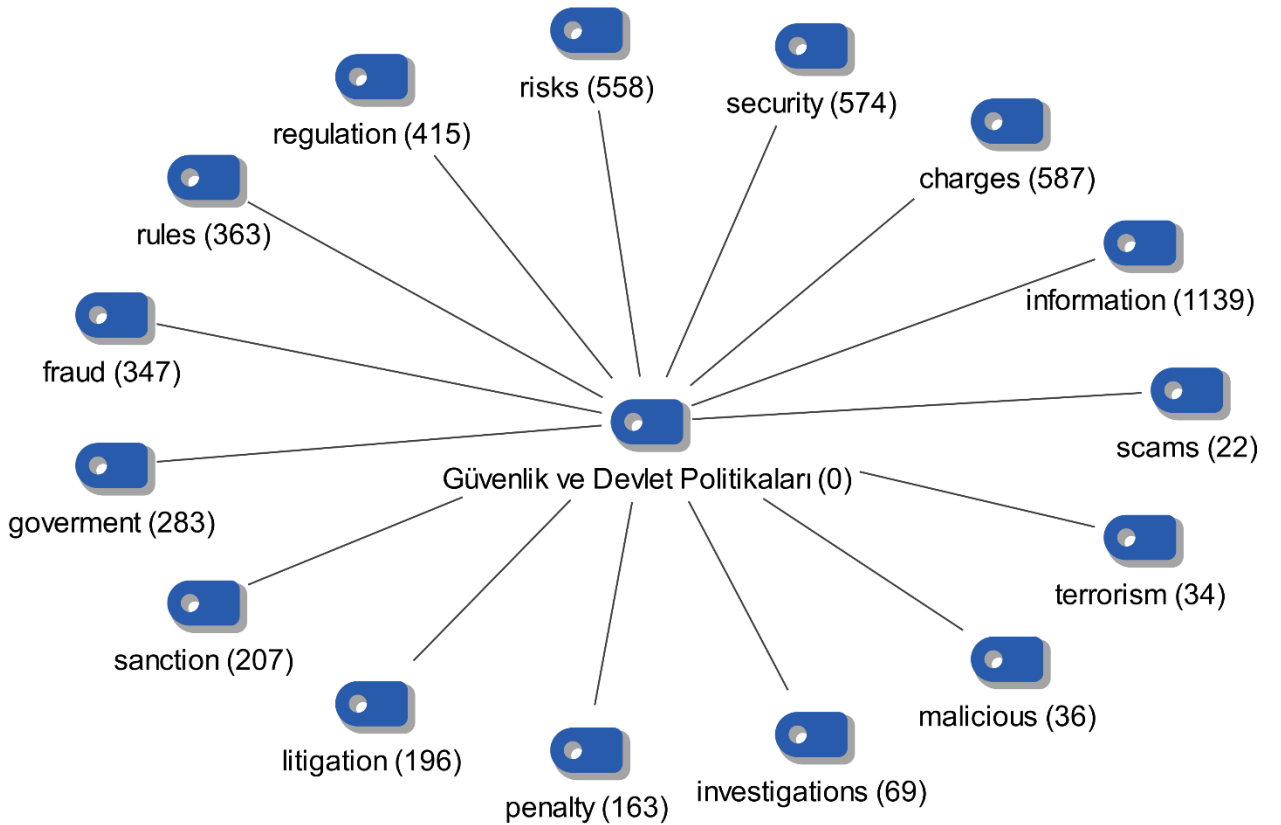 risks (558)
security (574)
regulation (415)
charges (587)
rules (363)
information (1139)
fraud (347)
scams (22)
Güvenlik ve Devlet Politikaları (0)
goverment (283)
terrorism (34)
sanction (207)
malicious (36)
litigation (196)
investigations (69)
penalty (163)